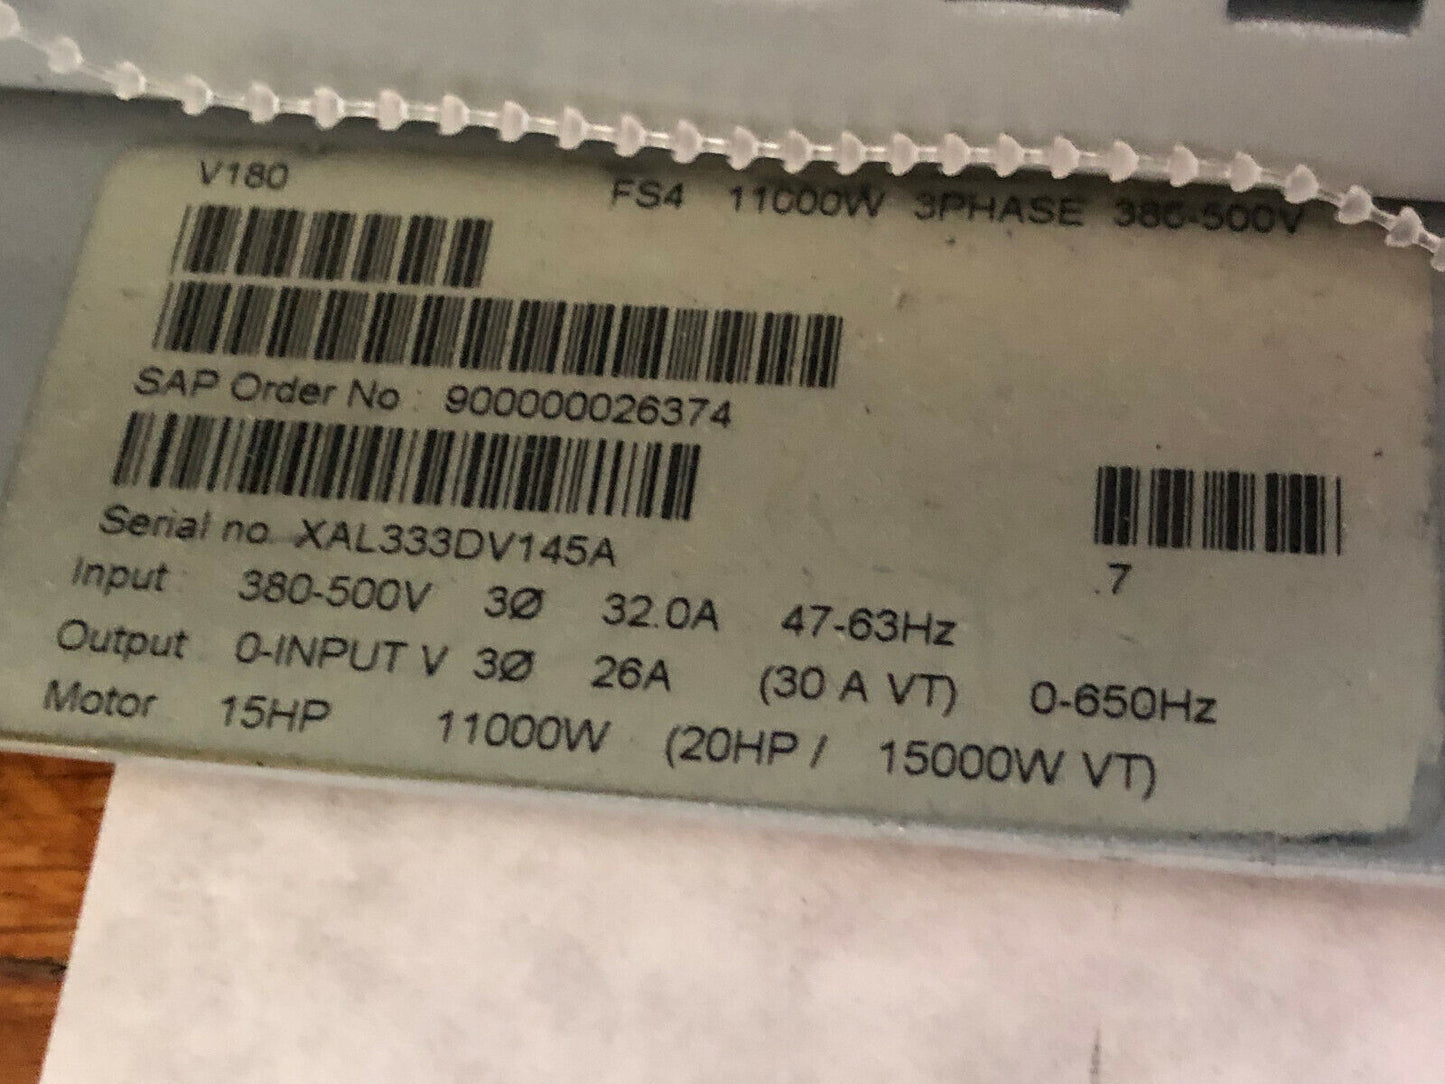 V180 FS4 11000W 3PHASE 380-500V
SAP Order No : 900000026374
Serial no. XAL333DV145A
.7
Input 380-500V 3Ø 32.0A 47-63Hz
Output 0-INPUT V 3Ø 26A (30 A VT) 0-650Hz
Motor 15HP 11000W (20HP / 15000W VT)